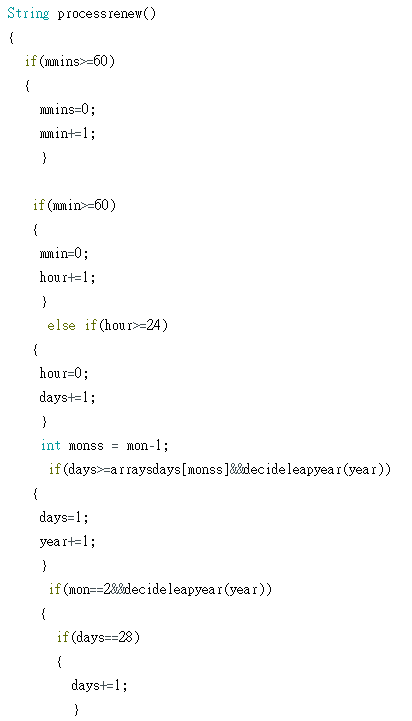 String processrenew()
{
if(mmins>=60)
{
mmins=0;
mmin+=1;
}
if(mmin>=60)
{
mmin=0;
hour+=1;
}
else if(hour>=24)
{
hour=0;
days+=1;
}
int monss = mon-1;
if(days>=arraysdays[monss]&&decideleapyear(year))
{
days=1;
year+=1;
}
if(mon==2&&decideleapyear(year))
{
if(days==28)
{
days+=1;
}